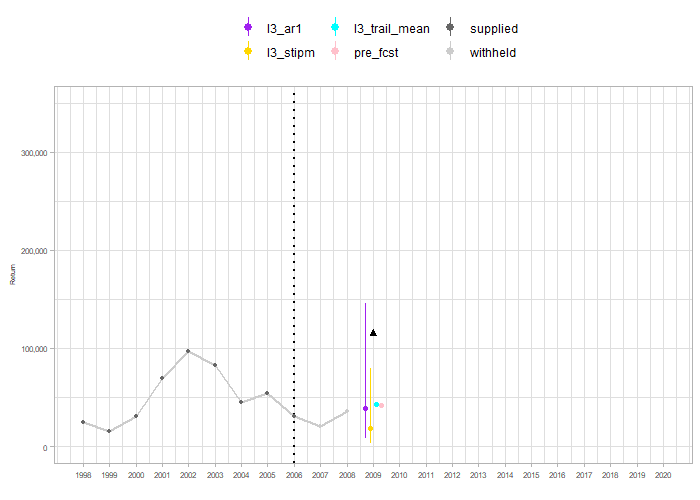 l3_ar1 l3_trail_mean supplied
l3_stipm pre_fcst withheld
300,000
200,000
100,000
0
Return
1998 1999 2000 2001 2002 2003 2004 2005 2006 2007 2008 2009 2010 2011 2012 2013 2014 2015 2016 2017 2018 2019 2020